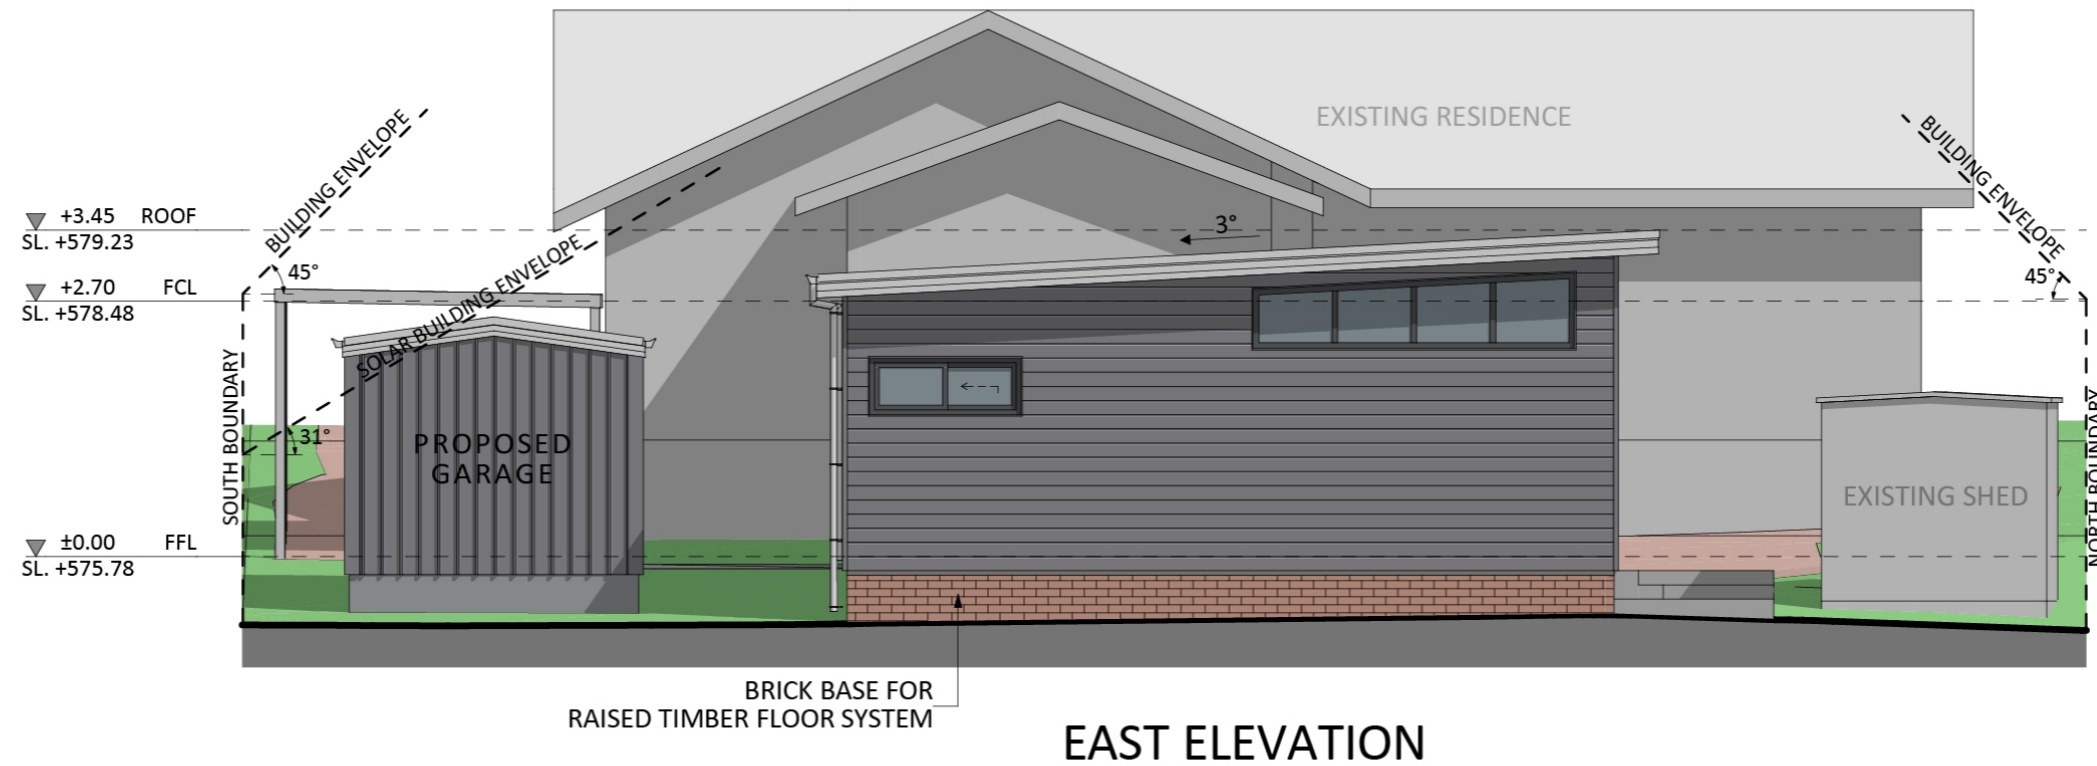 EXISTING RESIDENCE
BUILDING ENVELOPE
BUILDING ENVELOPE
+3.45 ROOF
SL. +579.23
3°
45°
45°
+2.70 FCL
SL. +578.48
SOLAR BUILDING ENVELOPE
SOUTH BOUNDARY
31°
PROPOSED
GARAGE
EXISTING SHED
NORTH BOUNDARY
±0.00 FFL
SL. +575.78
BRICK BASE FOR
RAISED TIMBER FLOOR SYSTEM
EAST ELEVATION